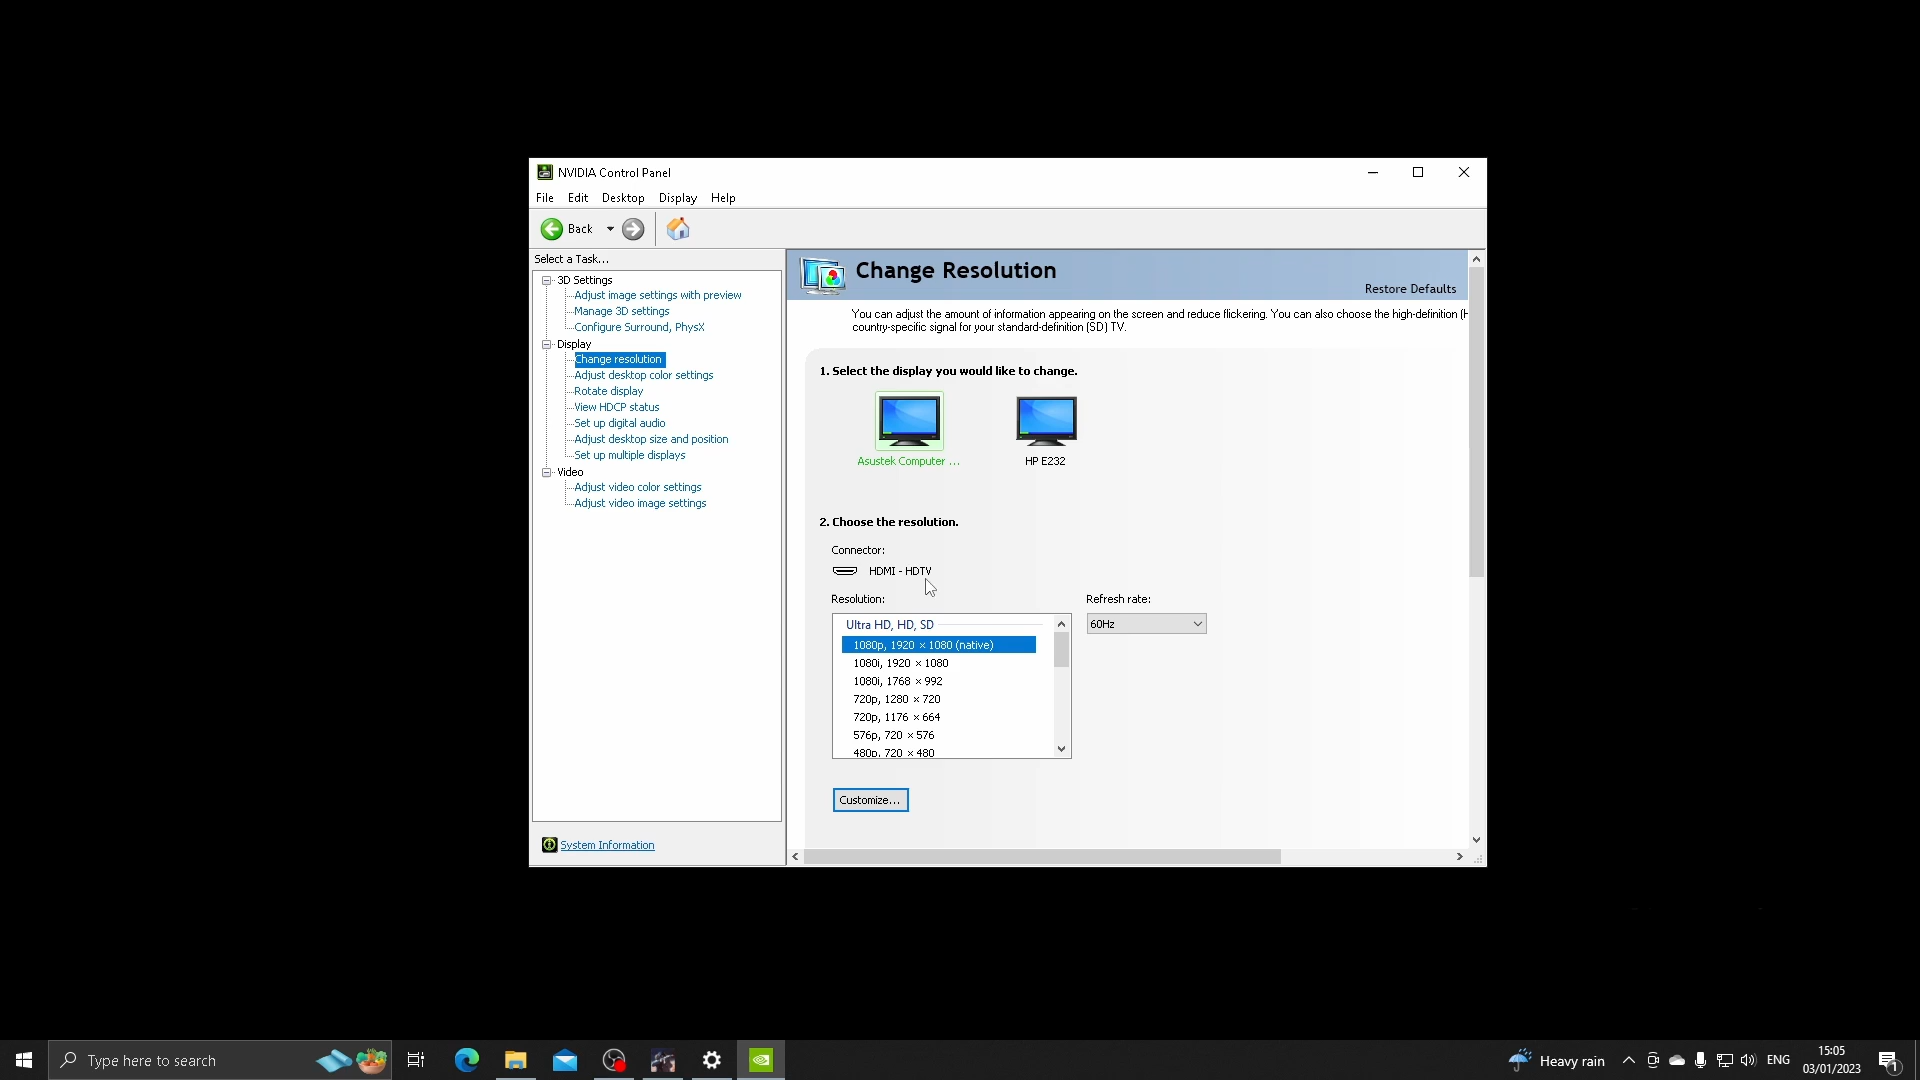 NVIDIA Control Panel
File Edit Desktop Display Help
Back
Select a Task...
3D Settings
Adjust image settings with preview
Manage 3D settings
Configure Surround, PhysX
Display
Change resolution
Adjust desktop color settings
Rotate display
View HDCP status
Set up digital audio
Adjust desktop size and position
Set up multiple displays
Video
Adjust video color settings
Adjust video image settings
System Information
Change Resolution
Restore Defaults
You can adjust the amount of information appearing on the screen and reduce flickering. You can also choose the high-definition (H
country-specific signal for your standard-definition (SD) TV.
1. Select the display you would like to change.
Asustek Computer ...
HP E232
2. Choose the resolution.
Connector:
HDMI - HDTV
Resolution:
Refresh rate:
Ultra HD, HD, SD
60Hz
1080p, 1920 × 1080 (native)
1080i, 1920 × 1080
1080i, 1768 × 992
720p, 1280 × 720
720p, 1176 × 664
576p, 720 × 576
480p, 720 × 480
Customize...
Type here to search
Heavy rain
ENG
15:05
03/01/2023
1